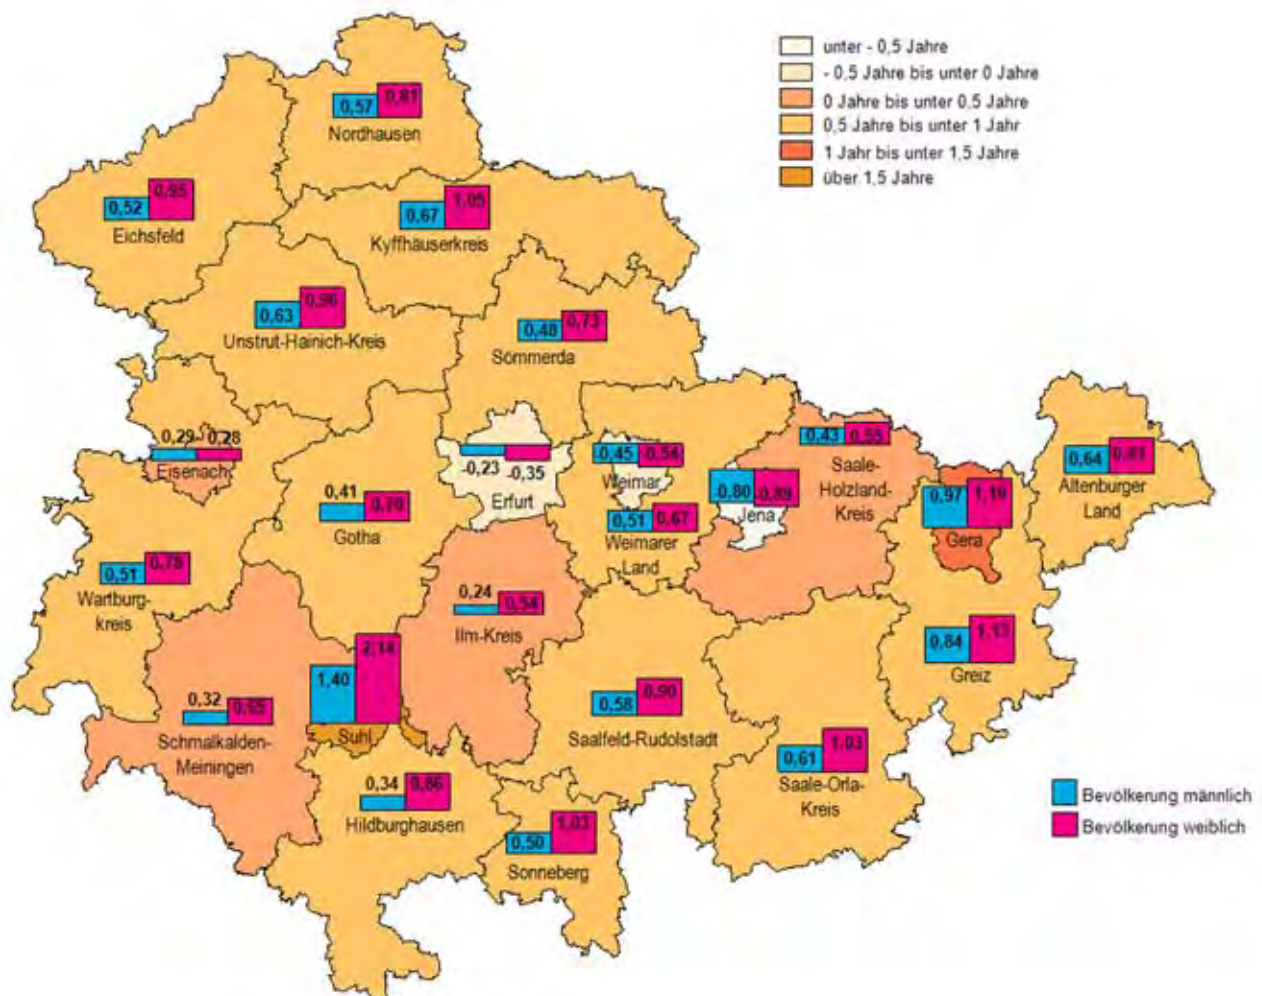 unter - 0,5 Jahre
- 0,5 Jahre bis unter 0 Jahre
0 Jahre bis unter 0,5 Jahre
0,5 Jahre bis unter 1 Jahr
1 Jahr bis unter 1,5 Jahre
über 1,5 Jahre
0,57 0,81
Nordhausen
0,52 0,95
Eichsfeld
0,67 1,05
Kyffhäuserkreis
0,63 0,96
Unstrut-Hainich-Kreis
0,48 0,73
Sömmerda
0,29 0,28
Eisenach
-0,23 -0,35
Erfurt
-0,45 -0,54
Weimar
0,43 0,55
Saale-
Holzland-
Kreis
0,64 0,81
Altenburger
Land
0,41 0,70
Gotha
0,51 0,67
Weimarer
Land
-0,80 -0,89
Jena
0,97
Gera
0,51 0,78
Wartburg-
kreis
0,24 0,54
Ilm-Kreis
0,84 1,13
Greiz
0,32 0,65
Schmalkalden-
Meiningen
1,40 2,14
Suhl
0,58 0,90
Saalfeld-Rudolstadt
0,61 1,03
Saale-Orla-
Kreis
0,34 0,86
Hildburghausen
0,50 1,03
Sonneberg
Bevölkerung männlich
Bevölkerung weiblich